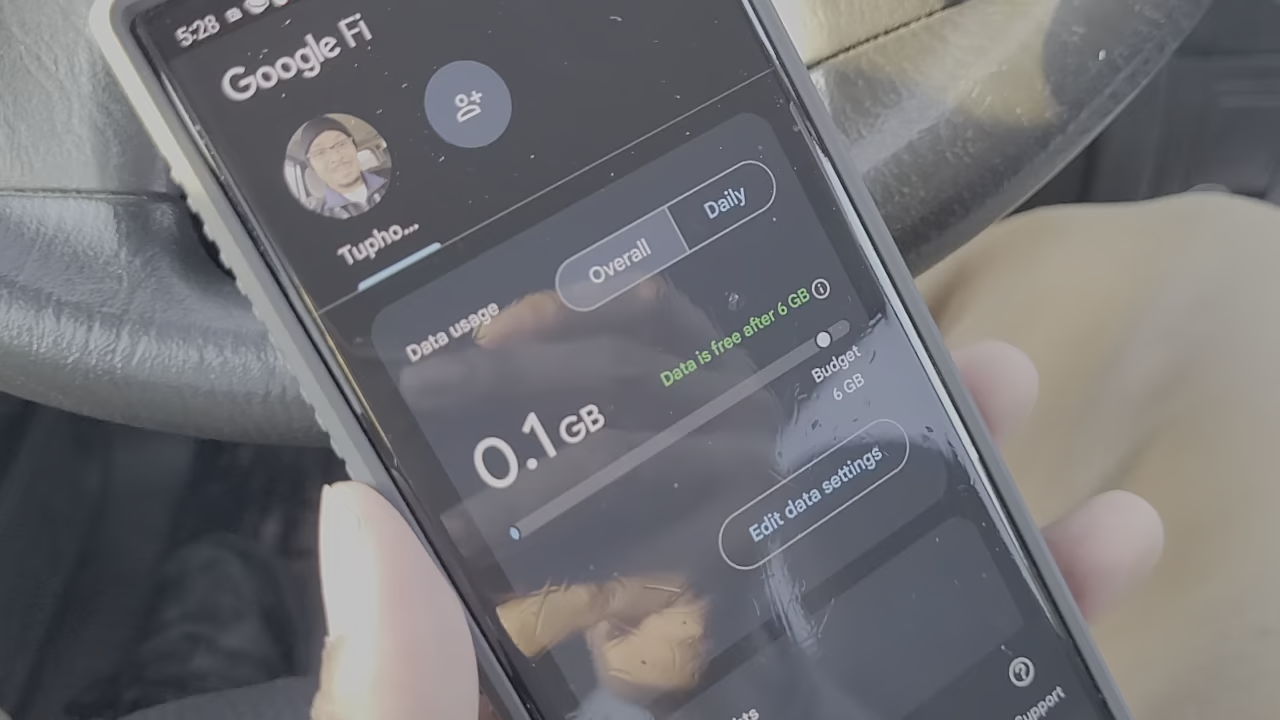 5:28
Google Fi
Tupho...
Overall
Daily
Data usage
Data is free after 6 GB
0.1 GB
Budget
6 GB
Edit data settings